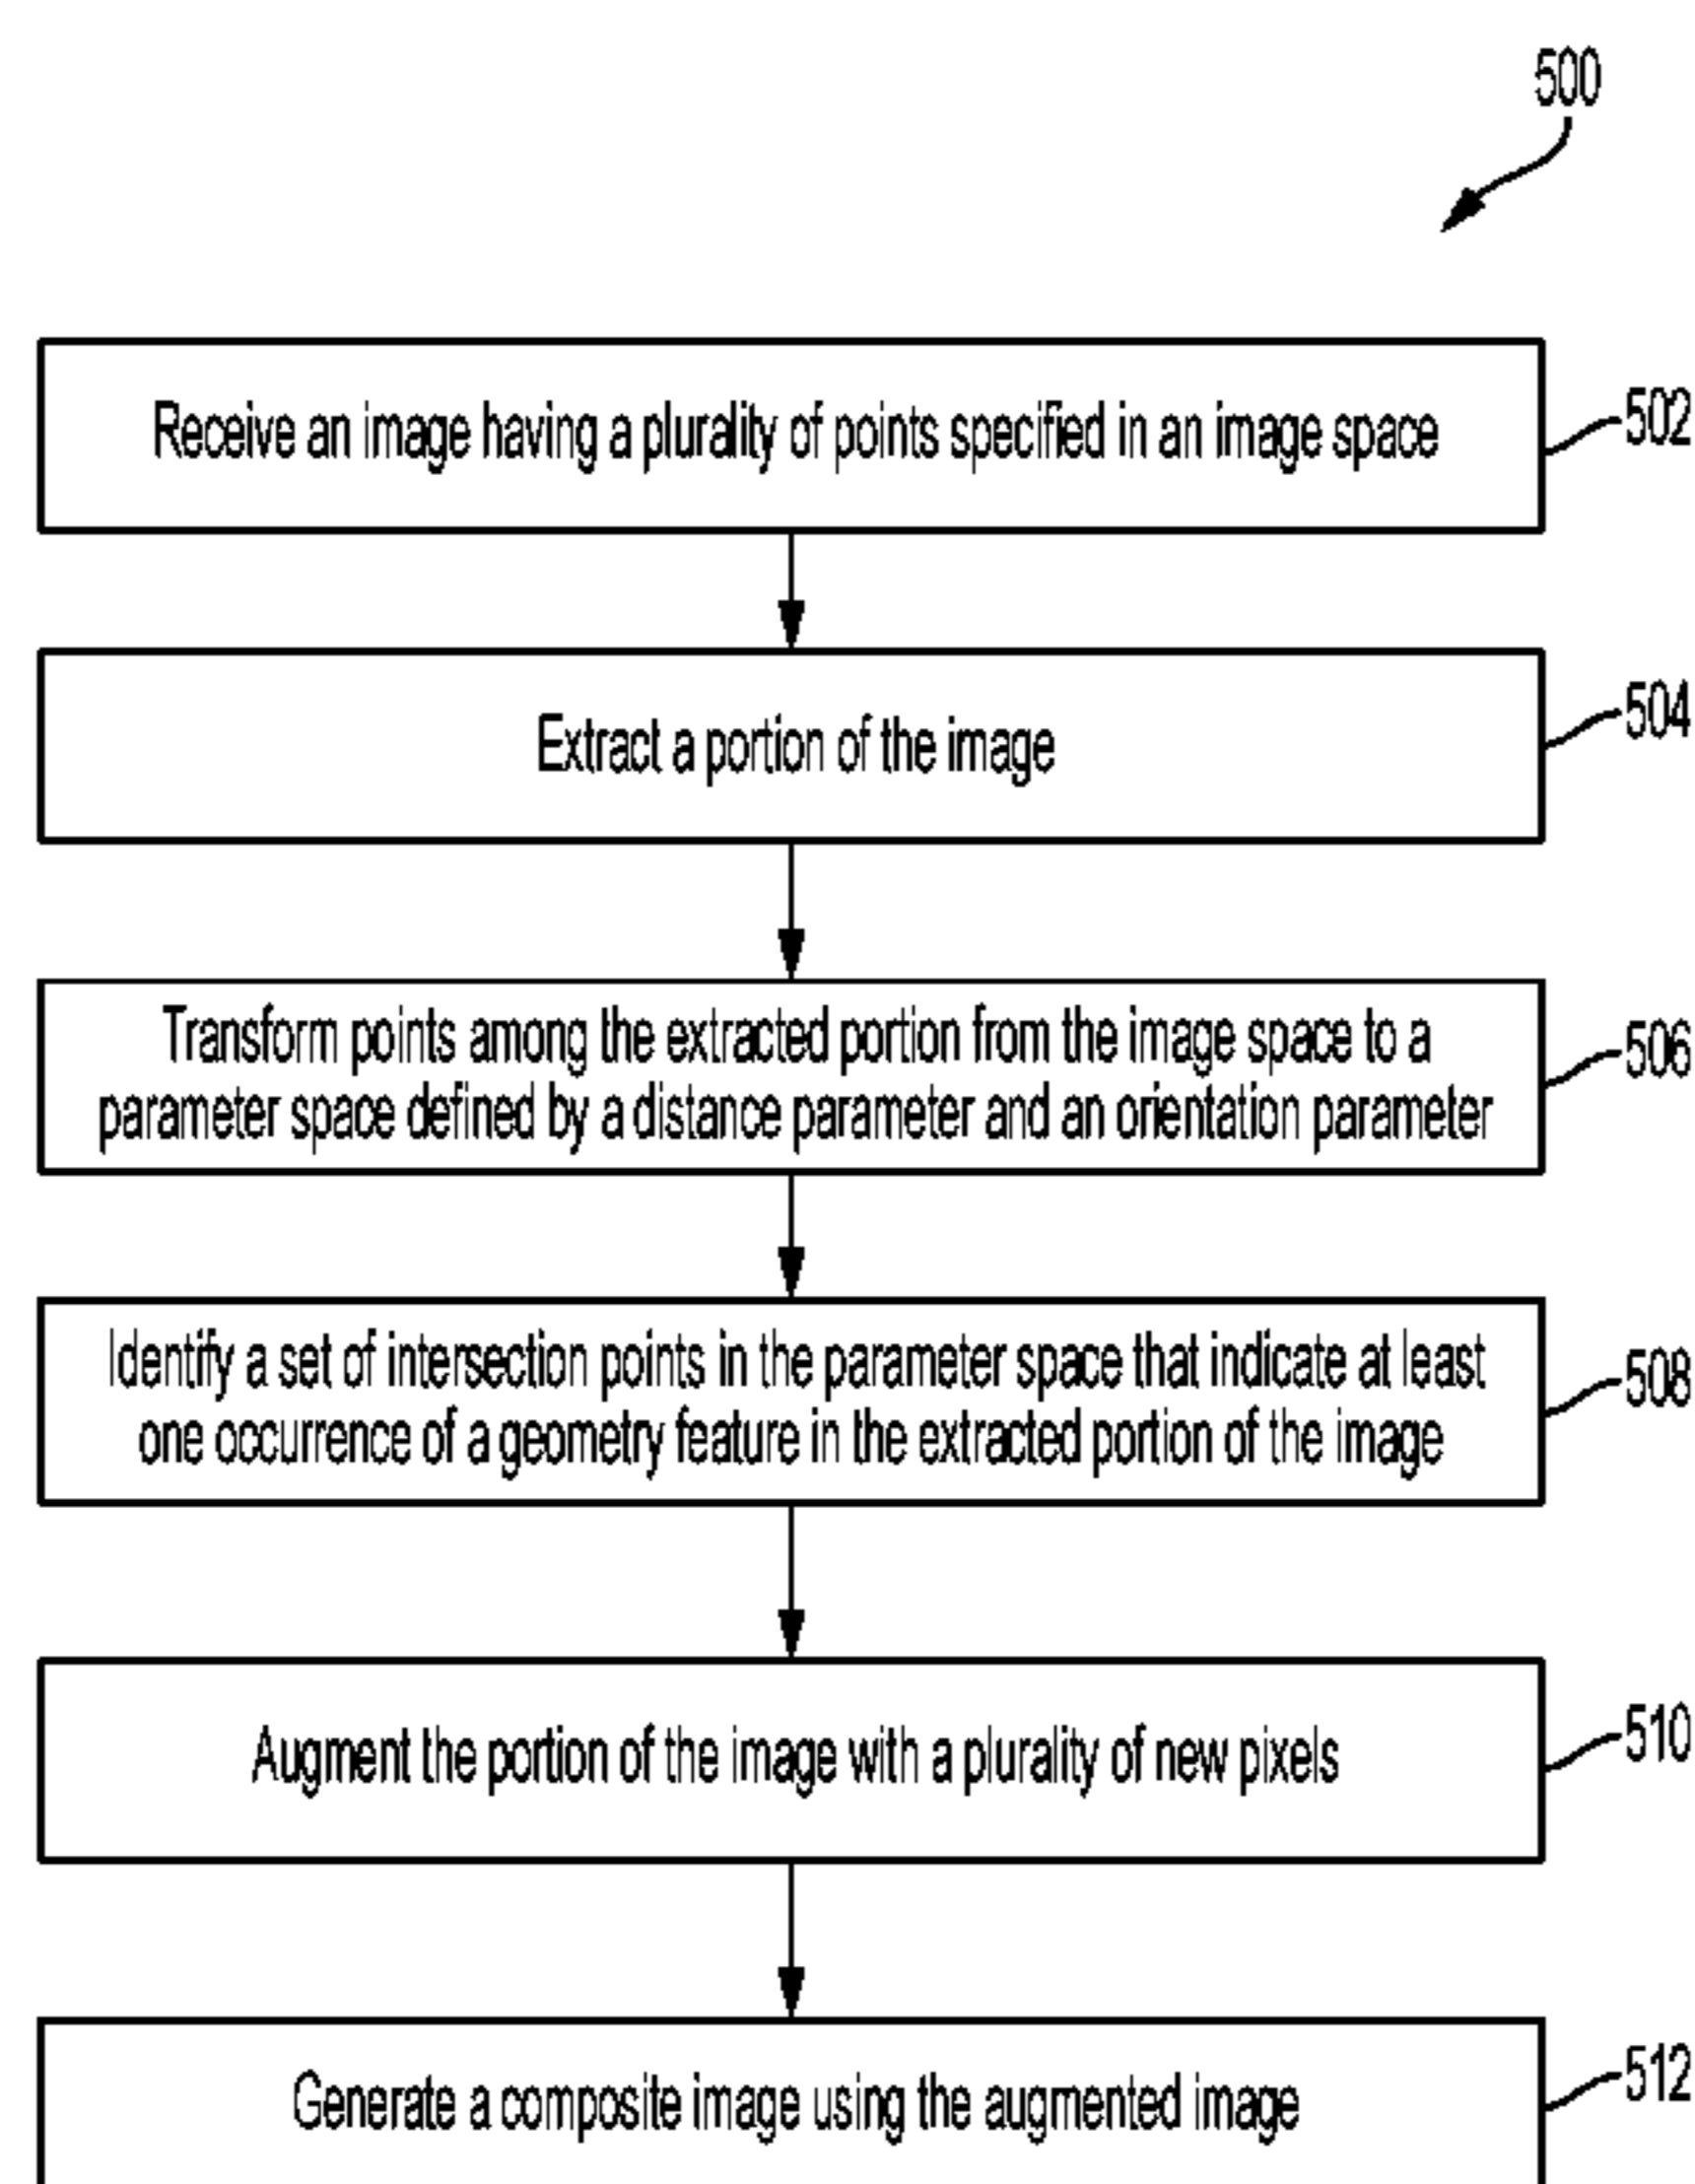 500
Receive an image having a plurality of points specified in an image space
502
Extract a portion of the image
504
Transform points among the extracted portion from the image space to a
parameter space defined by a distance parameter and an orientation parameter
506
Identify a set of intersection points in the parameter space that indicate at least
one occurrence of a geometry feature in the extracted portion of the image
508
Augment the portion of the image with a plurality of new pixels
510
Generate a composite image using the augmented image
512